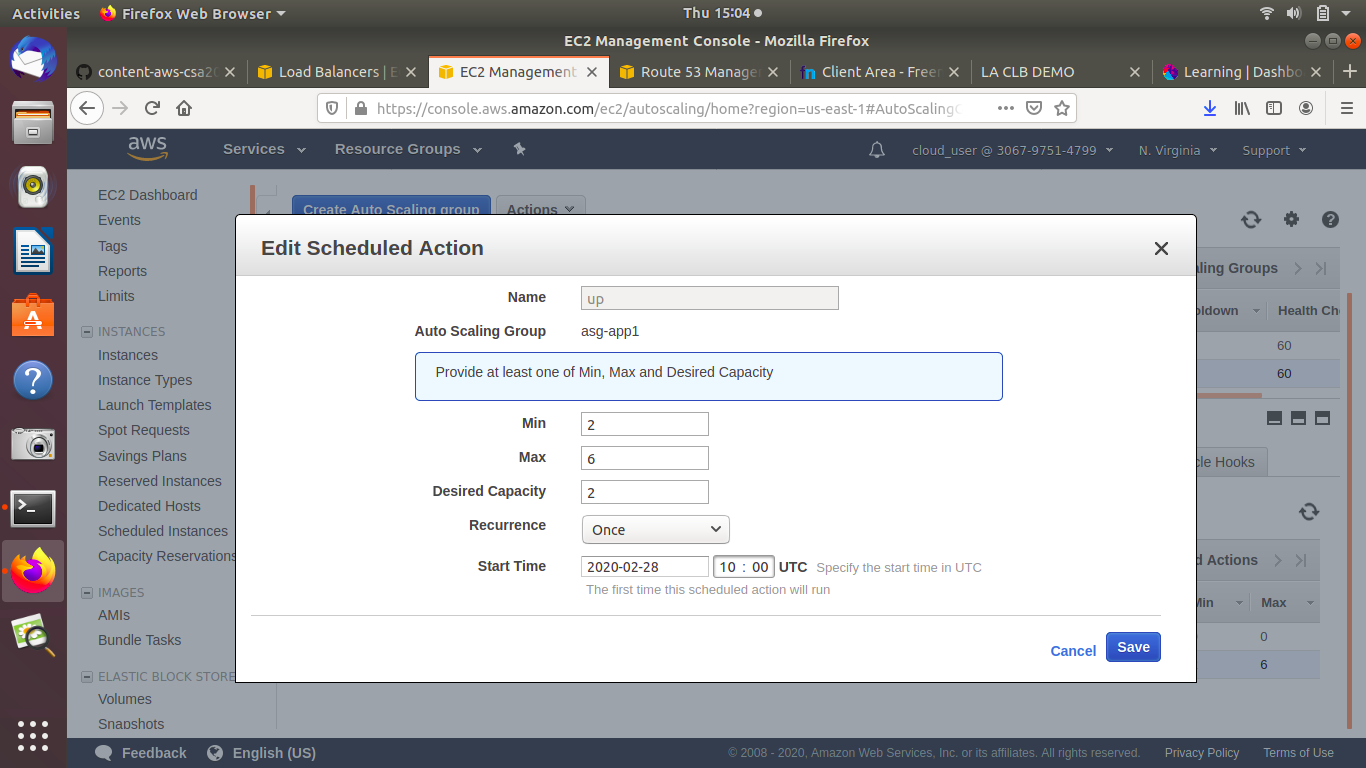 Activities Firefox Web Browser Thu 15:04
EC2 Management Console - Mozilla Firefox
content-aws-csa20 Load Balancers | E EC2 Management Route 53 Manage Client Area - Freen LA CLB DEMO Learning | Dashbo
https://console.aws.amazon.com/ec2/autoscaling/home?region=us-east-1#AutoScalingG
aws Services Resource Groups cloud_user @ 3067-9751-4799 N. Virginia Support
EC2 Dashboard
Events
Tags
Reports
Limits
INSTANCES
Instances
Instance Types
Launch Templates
Spot Requests
Savings Plans
Reserved Instances
Dedicated Hosts
Scheduled Instances
Capacity Reservations
IMAGES
AMIs
Bundle Tasks
ELASTIC BLOCK STORE
Volumes
Snapshots
Create Auto Scaling group Actions
Edit Scheduled Action
Name up
Auto Scaling Group asg-app1
Provide at least one of Min, Max and Desired Capacity
Min 2
Max 6
Desired Capacity 2
Recurrence Once
Start Time 2020-02-28 10 : 00 UTC Specify the start time in UTC
The first time this scheduled action will run
Cancel Save
aling Groups
oldown Health Ch
60
60
cle Hooks
d Actions
Min Max
0
6
Feedback English (US) © 2008 - 2020, Amazon Web Services, Inc. or its affiliates. All rights reserved. Privacy Policy Terms of Use